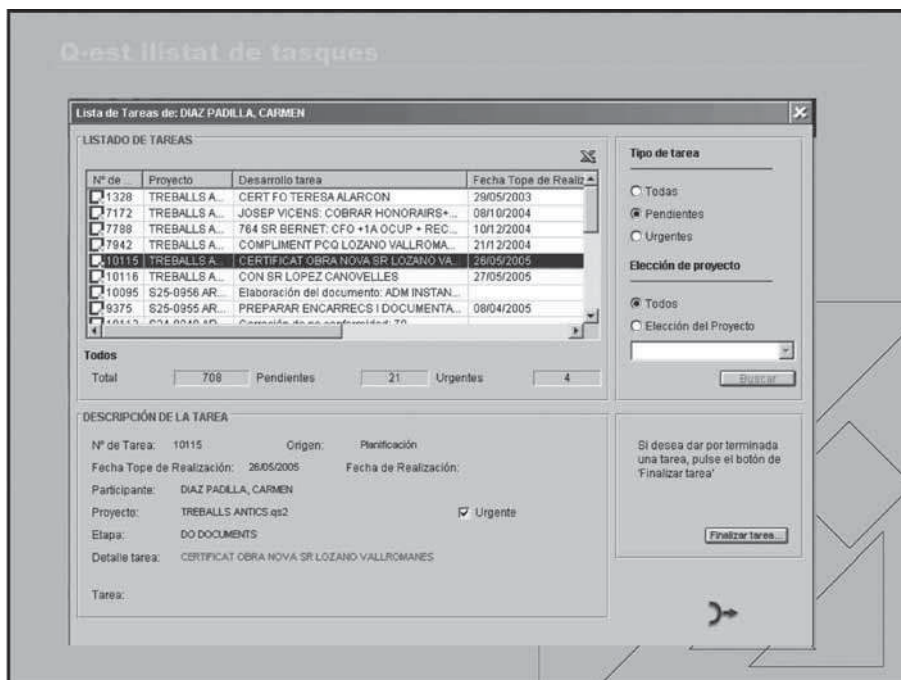 Q-est llistat de tasques
Lista de Tareas de: DIAZ PADILLA, CARMEN
LISTADO DE TAREAS
Nº de ... Proyecto Desarrollo tarea Fecha Tope de Realiz
1328 TREBALLS A... CERT FO TERESA ALARCON 29/05/2003
7172 TREBALLS A... JOSEP VICENS: COBRAR HONORAIRS+... 08/10/2004
7788 TREBALLS A... 764 SR BERNET: CFO +1A OCUP + REC... 10/12/2004
7942 TREBALLS A... COMPLIMENT PCQ LOZANO VALLROMA... 21/12/2004
10115 TREBALLS A... CERTIFICAT OBRA NOVA SR LOZANO VA... 26/05/2005
10116 TREBALLS A... CON SR LOPEZ CANOVELLES 27/05/2005
10095 S25-0956 AR... Elaboración del documento: ADM INSTAN...
9375 S25-0955 AR... PREPARAR ENCARRECS I DOCUMENTA... 08/04/2005
Todos
Total 708 Pendientes 21 Urgentes 4
Tipo de tarea
Todas
Pendientes
Urgentes
Elección de proyecto
Todos
Elección del Proyecto
Buscar
DESCRIPCIÓN DE LA TAREA
Nº de Tarea: 10115 Origen: Planificación
Fecha Tope de Realización: 26/05/2005 Fecha de Realización:
Participante: DIAZ PADILLA, CARMEN
Proyecto: TREBALLS ANTICS.qs2 Urgente
Etapa: DO DOCUMENTS
Detalle tarea: CERTIFICAT OBRA NOVA SR LOZANO VALLROMANES
Tarea:
Si desea dar por terminada
una tarea, pulse el botón de
'Finalizar tarea'
Finalizar tarea...